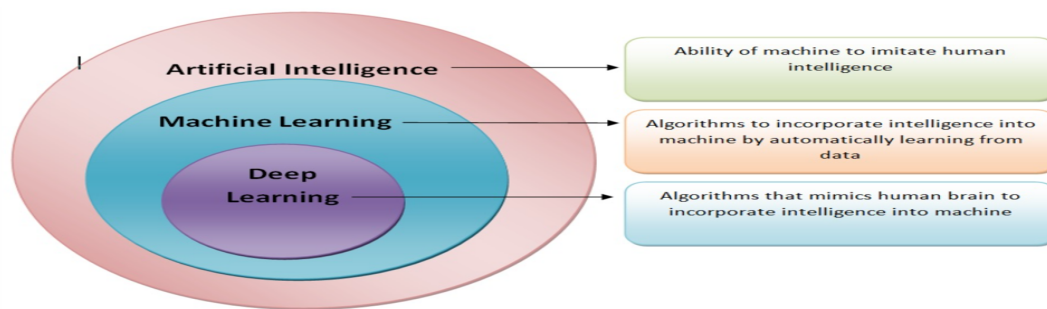 Artificial Intelligence
Machine Learning
Deep
Learning
Ability of machine to imitate human
intelligence
Algorithms to incorporate intelligence into
machine by automatically learning from
data
Algorithms that mimics human brain to
incorporate intelligence into machine